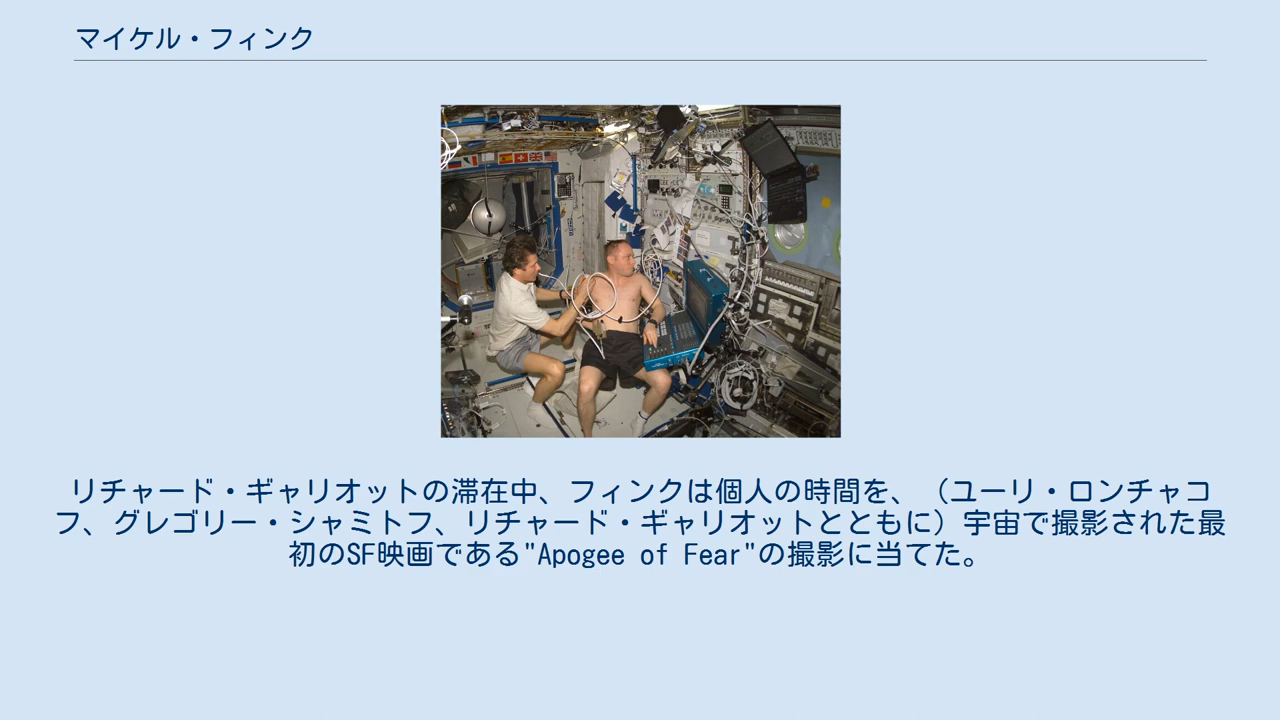 マイケル・フィンク
リチャード・ギャリオットの滞在中、フィンクは個人の時間を、（ユーリ・ロンチャコ
フ、グレゴリー・シャミトフ、リチャード・ギャリオットとともに）宇宙で撮影された最
初のSF映画である"Apogee of Fear"の撮影に当てた。